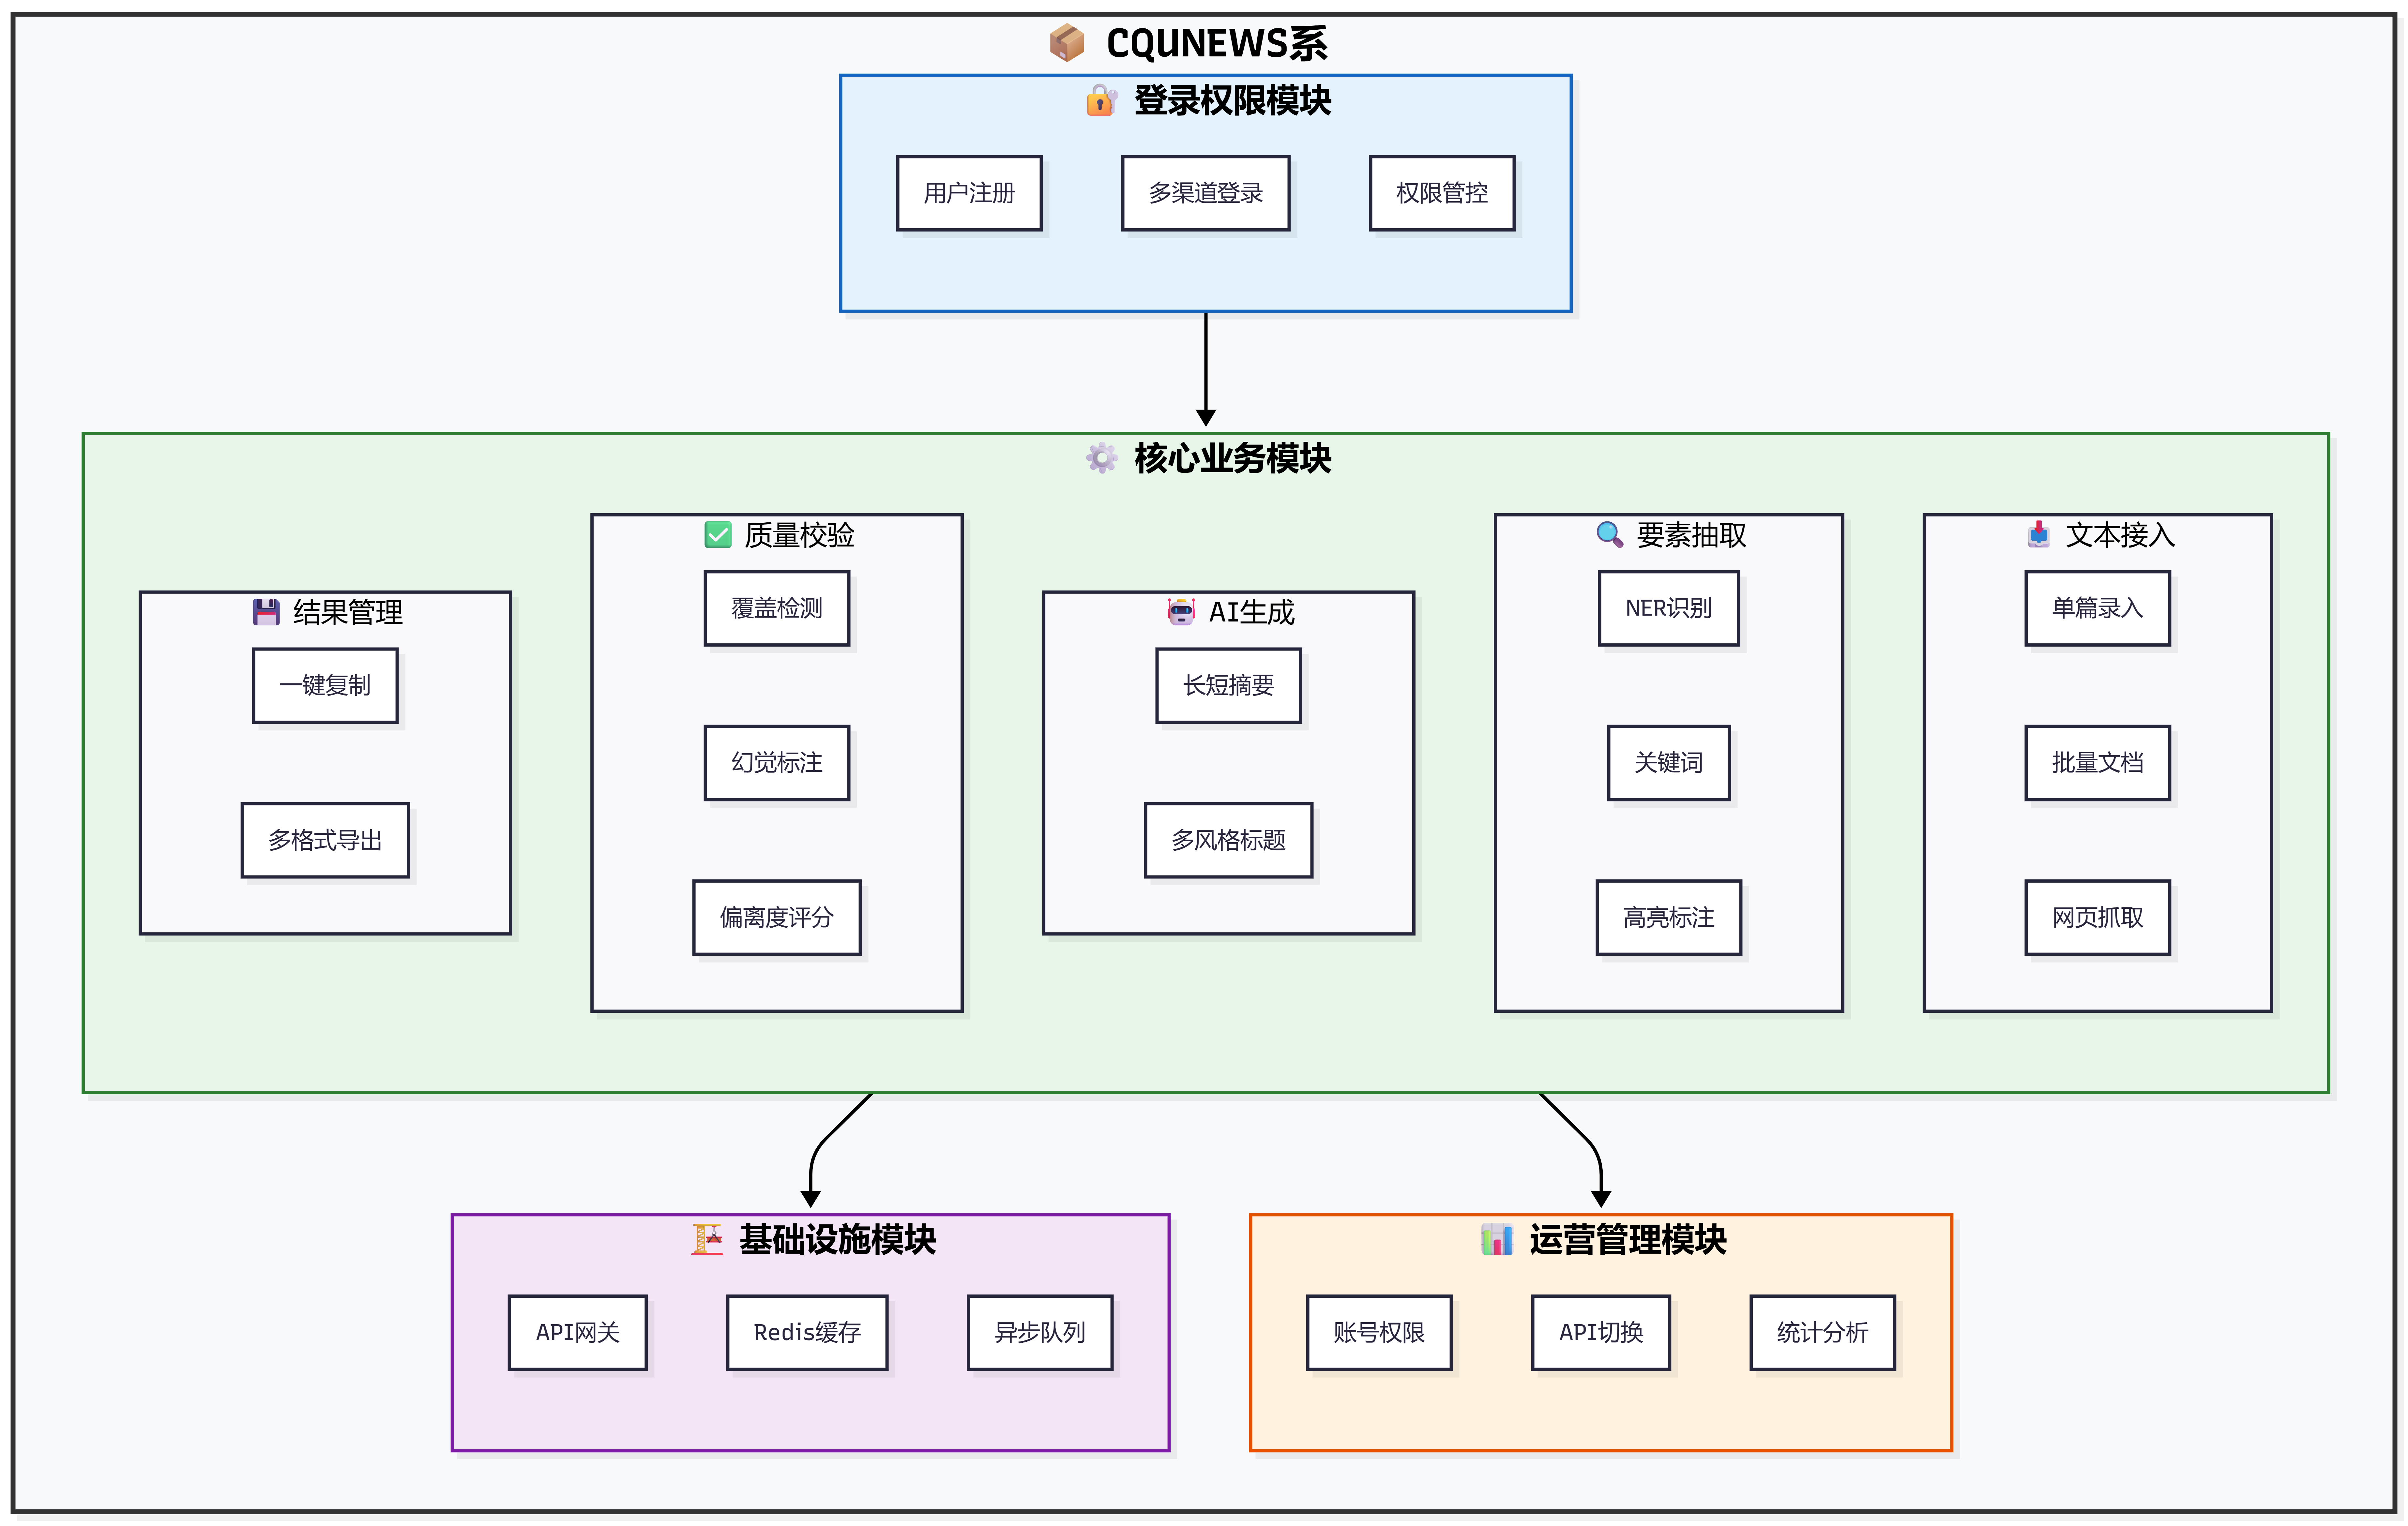 CQUNEWS系
登录权限模块
用户注册
多渠道登录
权限管控
核心业务模块
结果管理
一键复制
多格式导出
质量校验
覆盖检测
幻觉标注
偏离度评分
AI生成
长短摘要
多风格标题
要素抽取
NER识别
关键词
高亮标注
文本接入
单篇录入
批量文档
网页抓取
基础设施模块
API网关
Redis缓存
异步队列
运营管理模块
账号权限
API切换
统计分析